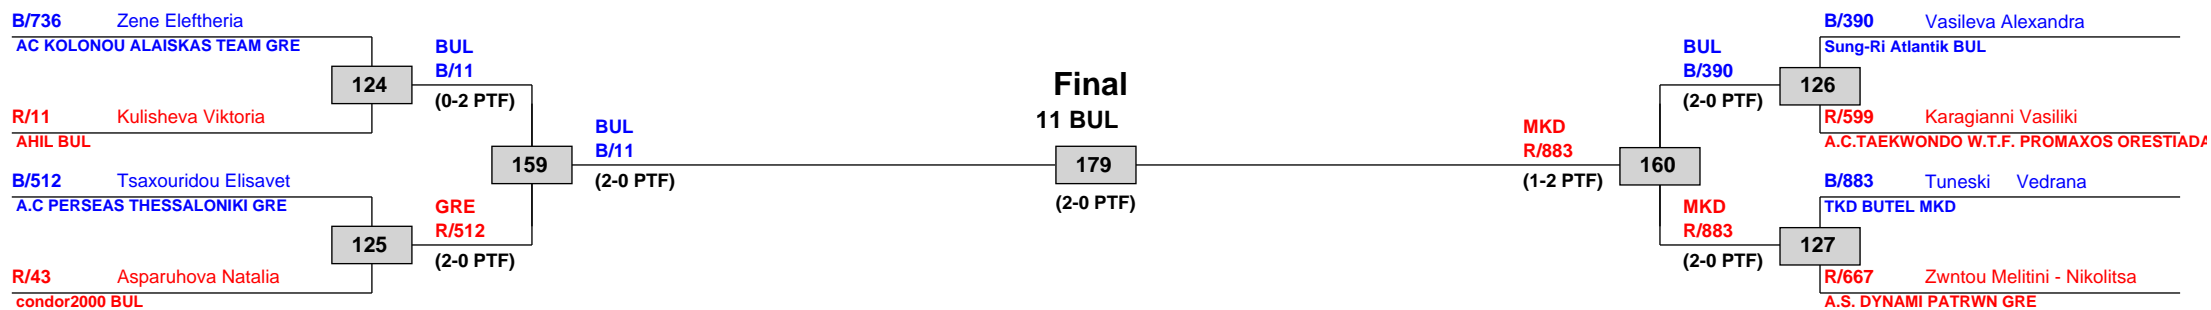 B/736 Zene Eleftheria
AC KOLONOU ALAISKAS TEAM GRE
124
R/11 Kulisheva Viktoria
AHIL BUL
BUL
B/11
(0-2 PTF)
B/512 Tsaxouridou Elisavet
A.C PERSEAS THESSALONIKI GRE
125
R/43 Asparuhova Natalia
condor2000 BUL
GRE
R/512
(2-0 PTF)
159
BUL
B/11
(2-0 PTF)
Final
11 BUL
179
(2-0 PTF)
MKD
R/883
(1-2 PTF)
160
BUL
B/390
(2-0 PTF)
MKD
R/883
(2-0 PTF)
B/390 Vasileva Alexandra
Sung-Ri Atlantik BUL
126
R/599 Karagianni Vasiliki
A.C.TAEKWONDO W.T.F. PROMAXOS ORESTIADA
B/883 Tuneski Vedrana
TKD BUTEL MKD
127
R/667 Zwntou Melitini - Nikolitsa
A.S. DYNAMI PATRWN GRE